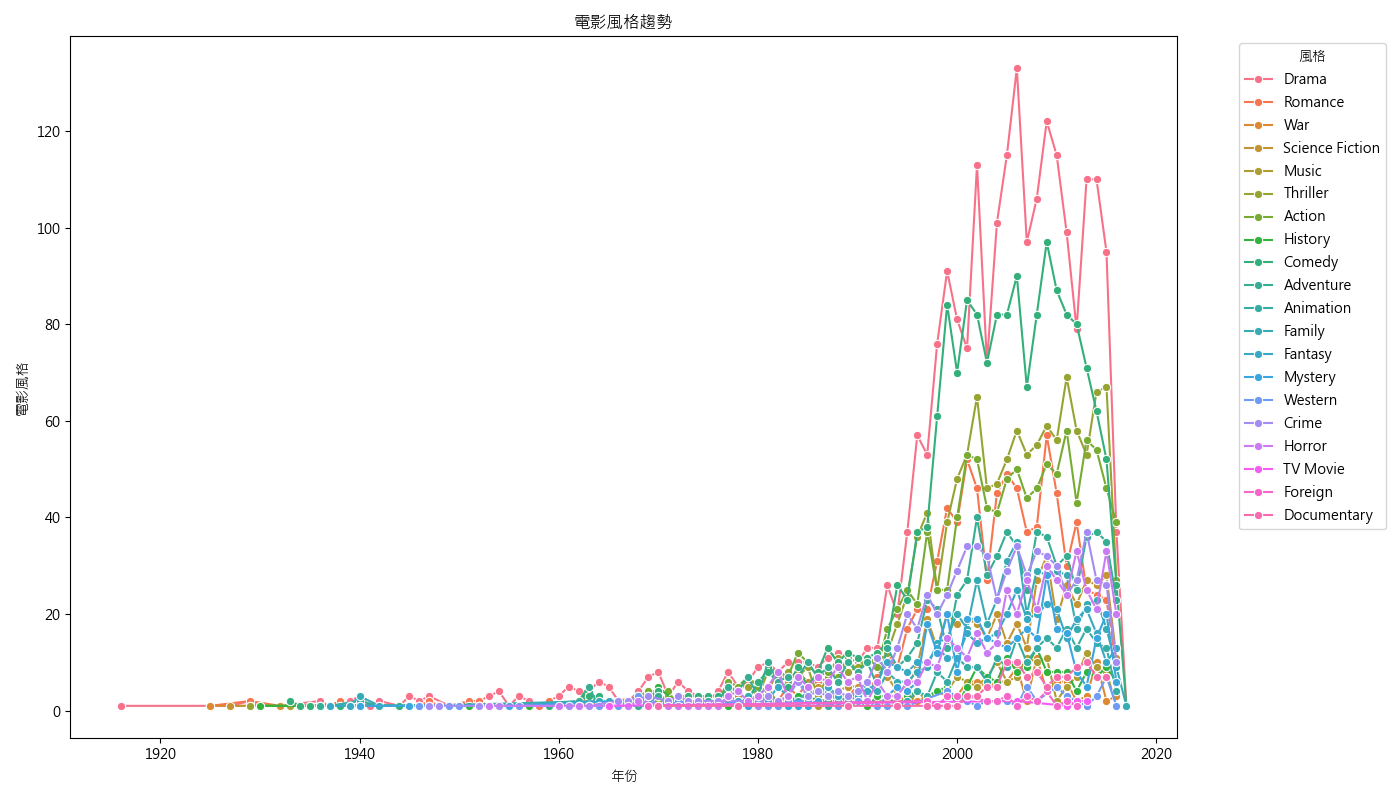 電影風格趨勢
電影風格
120
100
80
60
40
20
0
1920
1940
1960
1980
2000
2020
年份
風格
Drama
Romance
War
Science Fiction
Music
Thriller
Action
History
Comedy
Adventure
Animation
Family
Fantasy
Mystery
Western
Crime
Horror
TV Movie
Foreign
Documentary